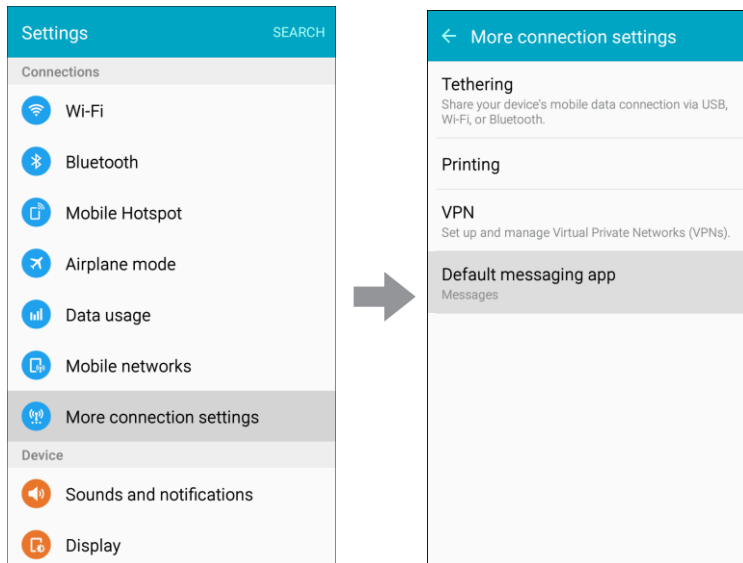 Settings
SEARCH
Connections
Wi-Fi
Bluetooth
Mobile Hotspot
Airplane mode
Data usage
Mobile networks
More connection settings
Device
Sounds and notifications
Display
More connection settings
Tethering
Share your device's mobile data connection via USB,
Wi-Fi, or Bluetooth.
Printing
VPN
Set up and manage Virtual Private Networks (VPNs).
Default messaging app
Messages